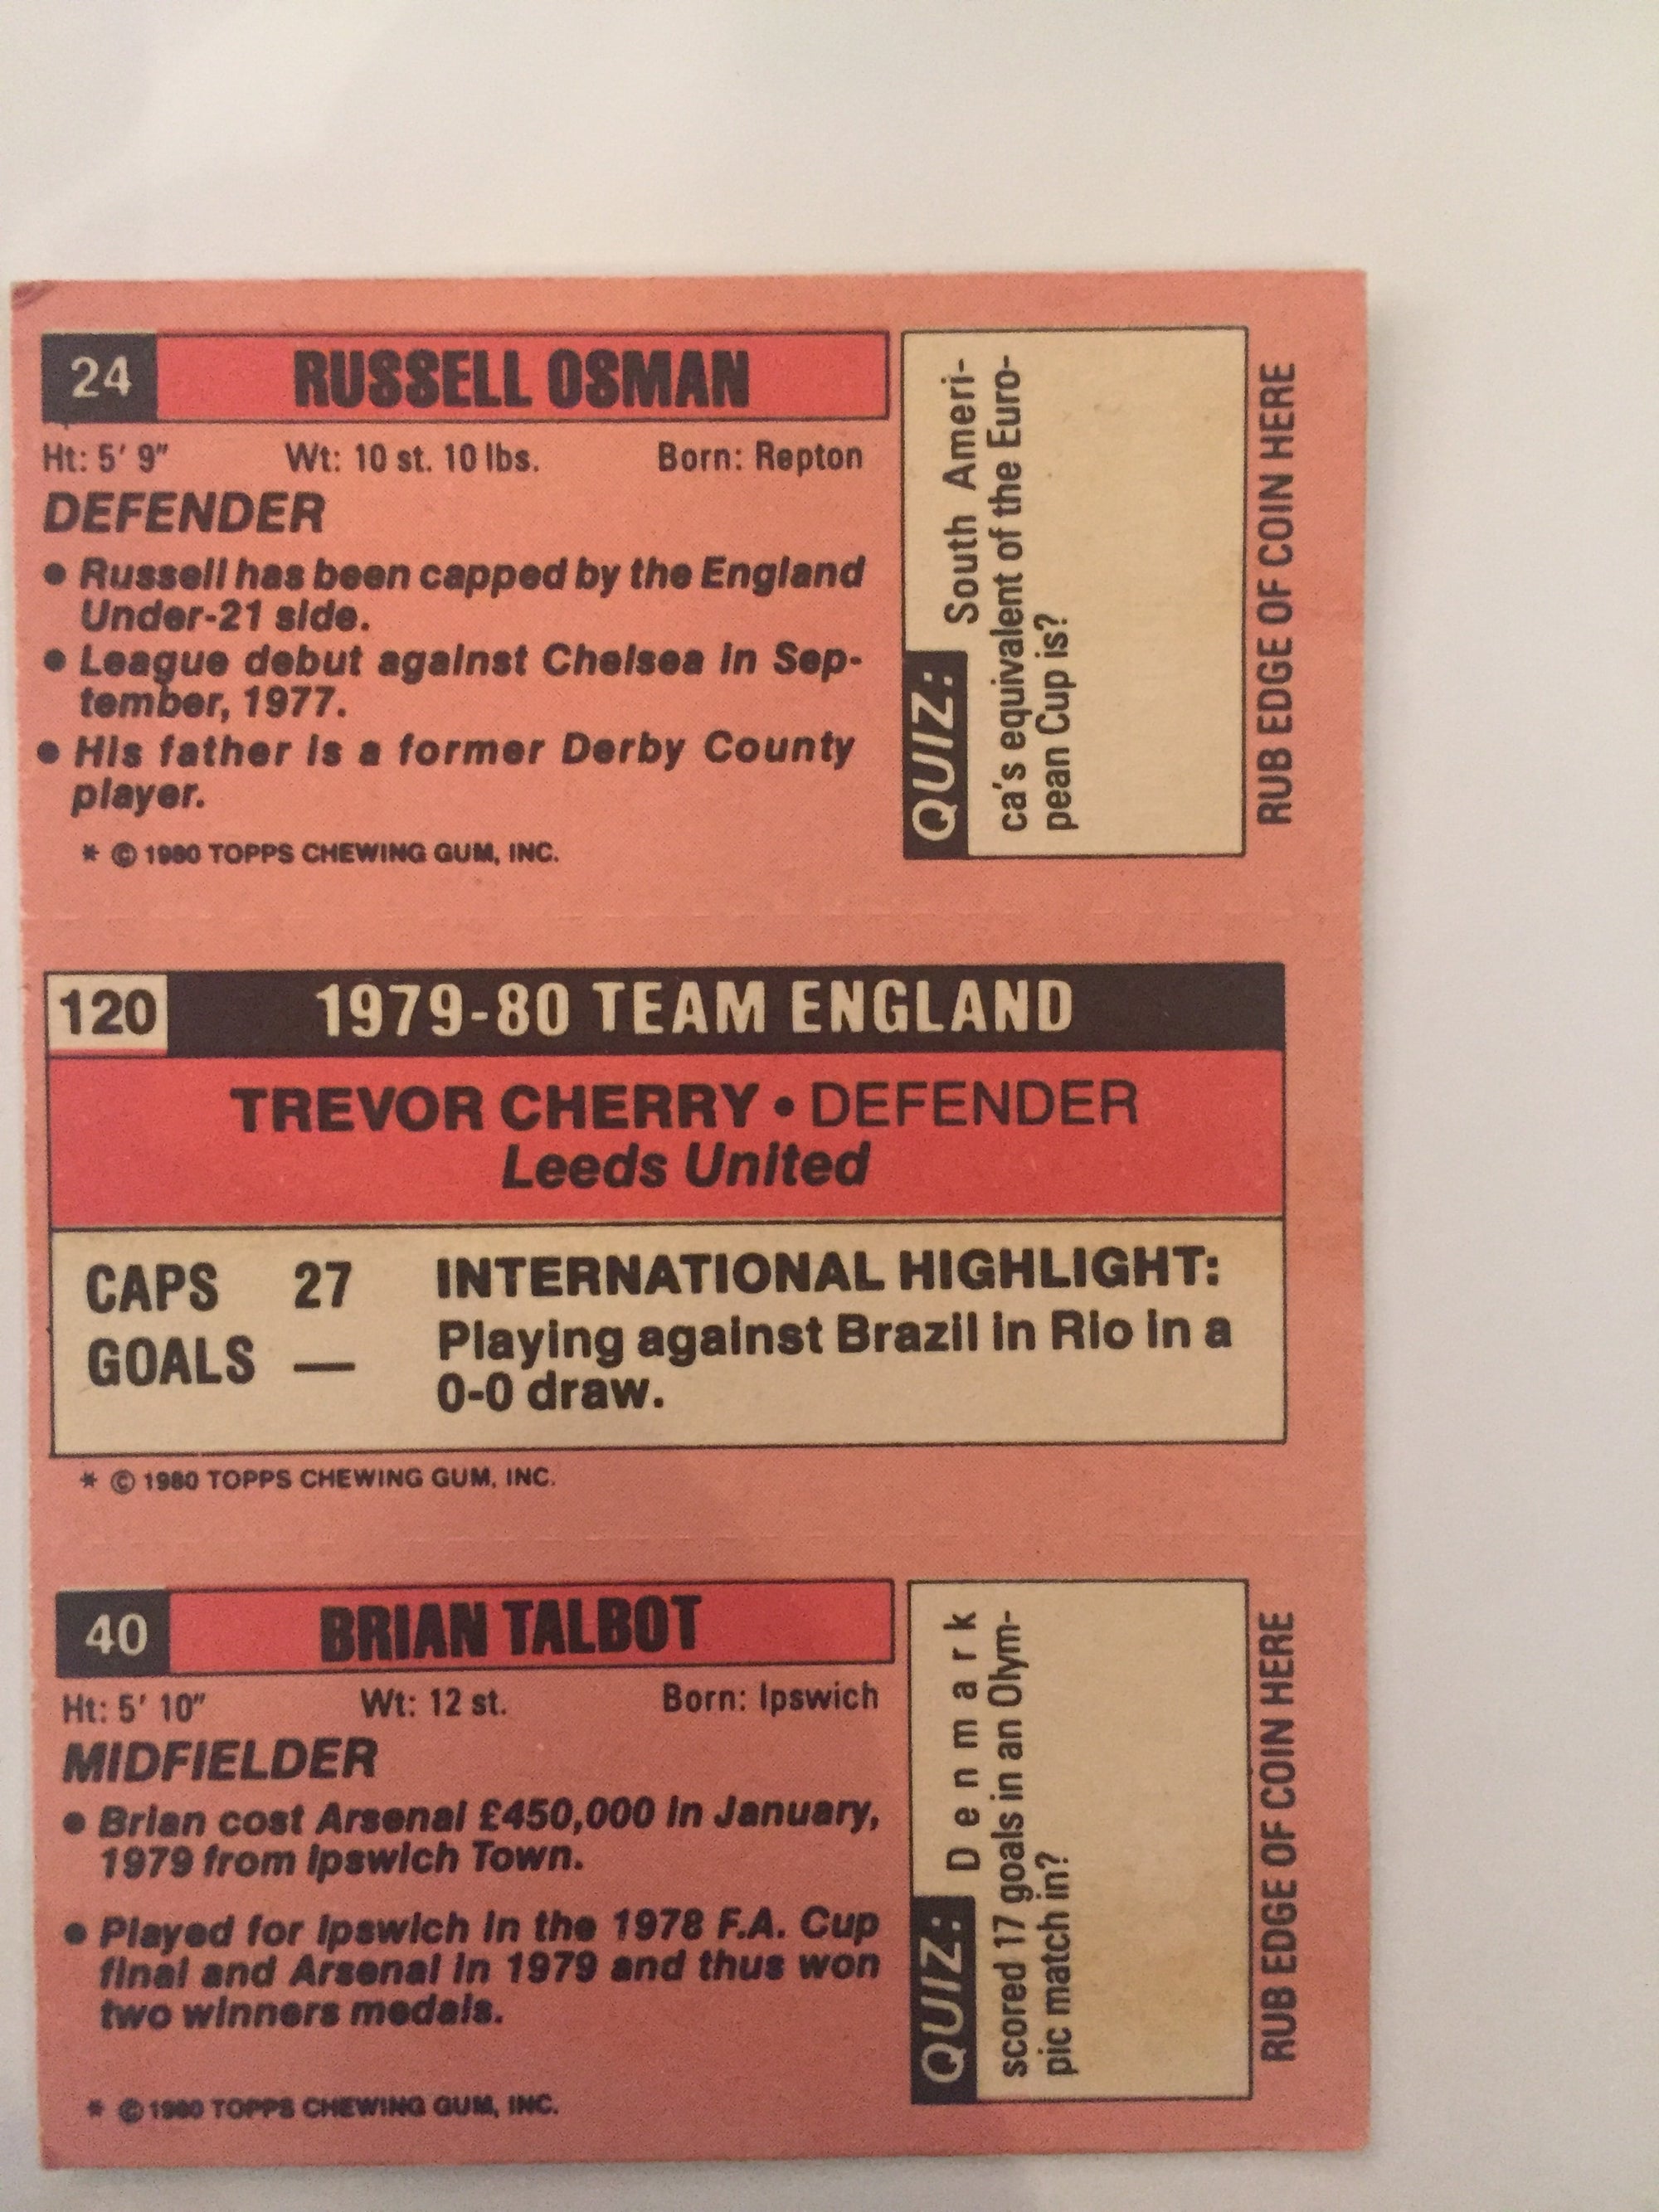 24 RUSSELL OSMAN
Ht: 5' 9" Wt: 10 st. 10 lbs. Born: Repton
DEFENDER
● Russell has been capped by the England
Under-21 side.
● League debut against Chelsea in Sep-
tember, 1977.
● His father is a former Derby County
player.
* © 1980 TOPPS CHEWING GUM, INC.
QUIZ: South Ameri-
ca's equivalent of the Euro-
pean Cup is?
RUB EDGE OF COIN HERE
120 1979-80 TEAM ENGLAND
TREVOR CHERRY • DEFENDER
Leeds United
CAPS 27
GOALS —
INTERNATIONAL HIGHLIGHT:
Playing against Brazil in Rio in a
0-0 draw.
* © 1980 TOPPS CHEWING GUM, INC.
40 BRIAN TALBOT
Ht: 5' 10" Wt: 12 st. Born: Ipswich
MIDFIELDER
● Brian cost Arsenal £450,000 in January,
1979 from Ipswich Town.
● Played for Ipswich in the 1978 F.A. Cup
final and Arsenal in 1979 and thus won
two winners medals.
* © 1980 TOPPS CHEWING GUM, INC.
QUIZ: Denmark
scored 17 goals in an Olym-
pic match in?
RUB EDGE OF COIN HERE